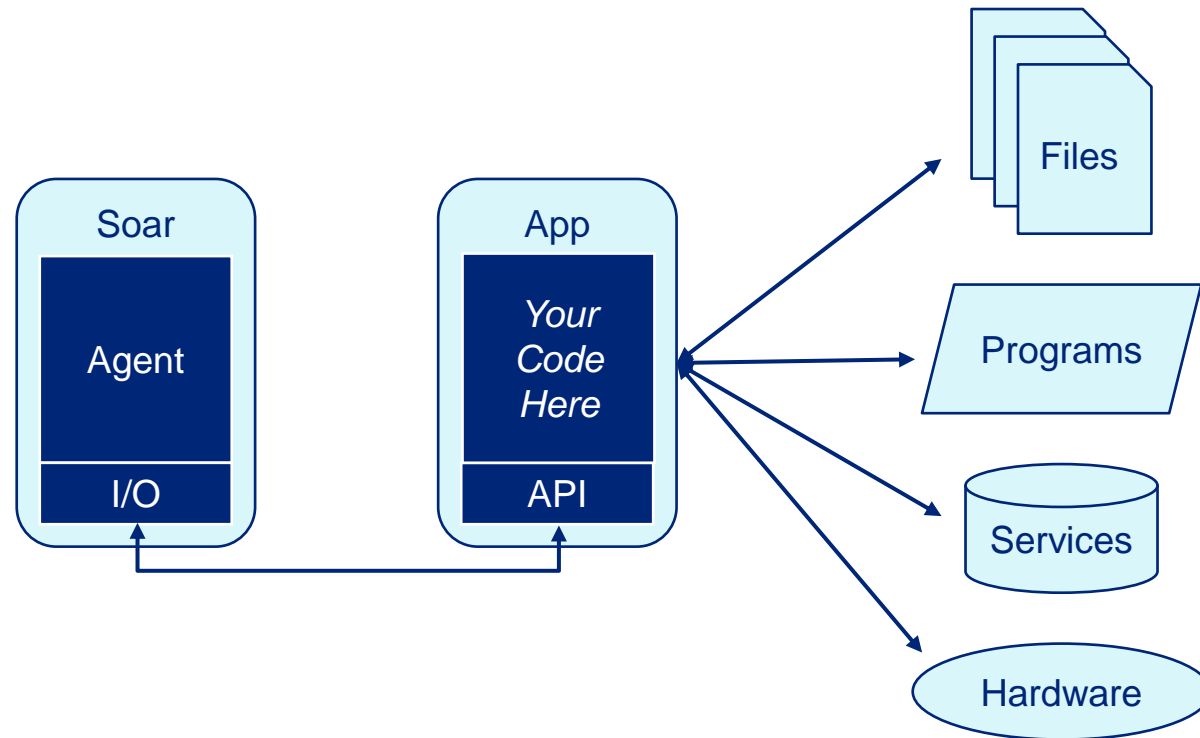 Soar
Agent
I/O
App
Your
Code
Here
API
Files
Programs
Services
Hardware